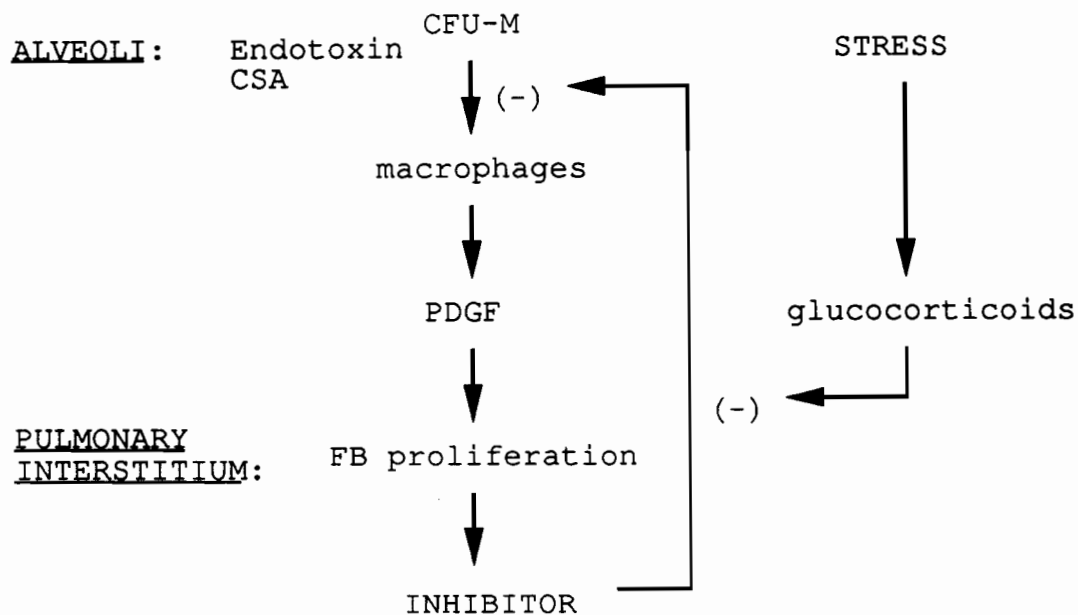 CFU-M
ALVEOLI: Endotoxin
CSA
STRESS
(-)
macrophages
PDGF
glucocorticoids
(-)
PULMONARY
INTERSTITIUM:
FB proliferation
INHIBITOR